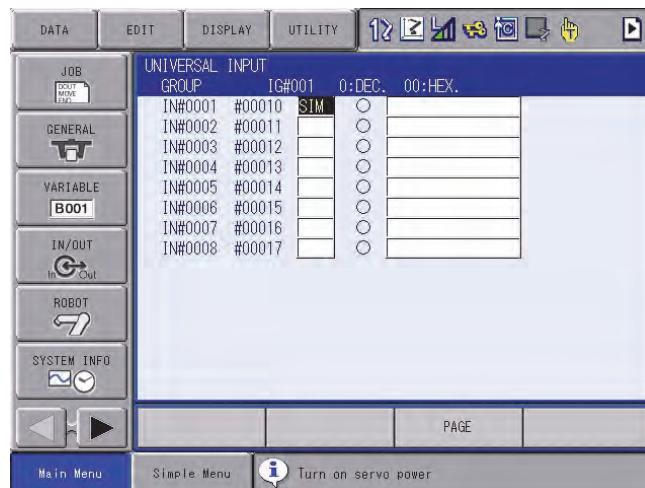 DATA EDIT DISPLAY UTILITY
JOB
DOUT
MOVE
END
GENERAL
VARIABLE
B001
IN/OUT
In Out
ROBOT
SYSTEM INFO
UNIVERSAL INPUT
GROUP IG#001 0:DEC. 00:HEX.
IN#0001 #00010 SIM
IN#0002 #00011
IN#0003 #00012
IN#0004 #00013
IN#0005 #00014
IN#0006 #00015
IN#0007 #00016
IN#0008 #00017
PAGE
Main Menu Simple Menu Turn on servo power